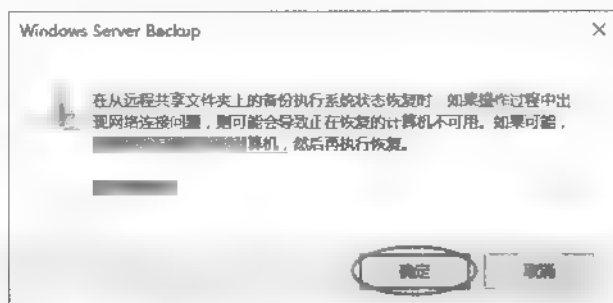 Windows Server Backup
在从远程共享文件夹上的备份执行系统状态恢复时 如果操作过程中出
现网络连接问题，则可能会导致正在恢复的计算机不可用。如果可能，
算机，然后再执行恢复。
确定
取消